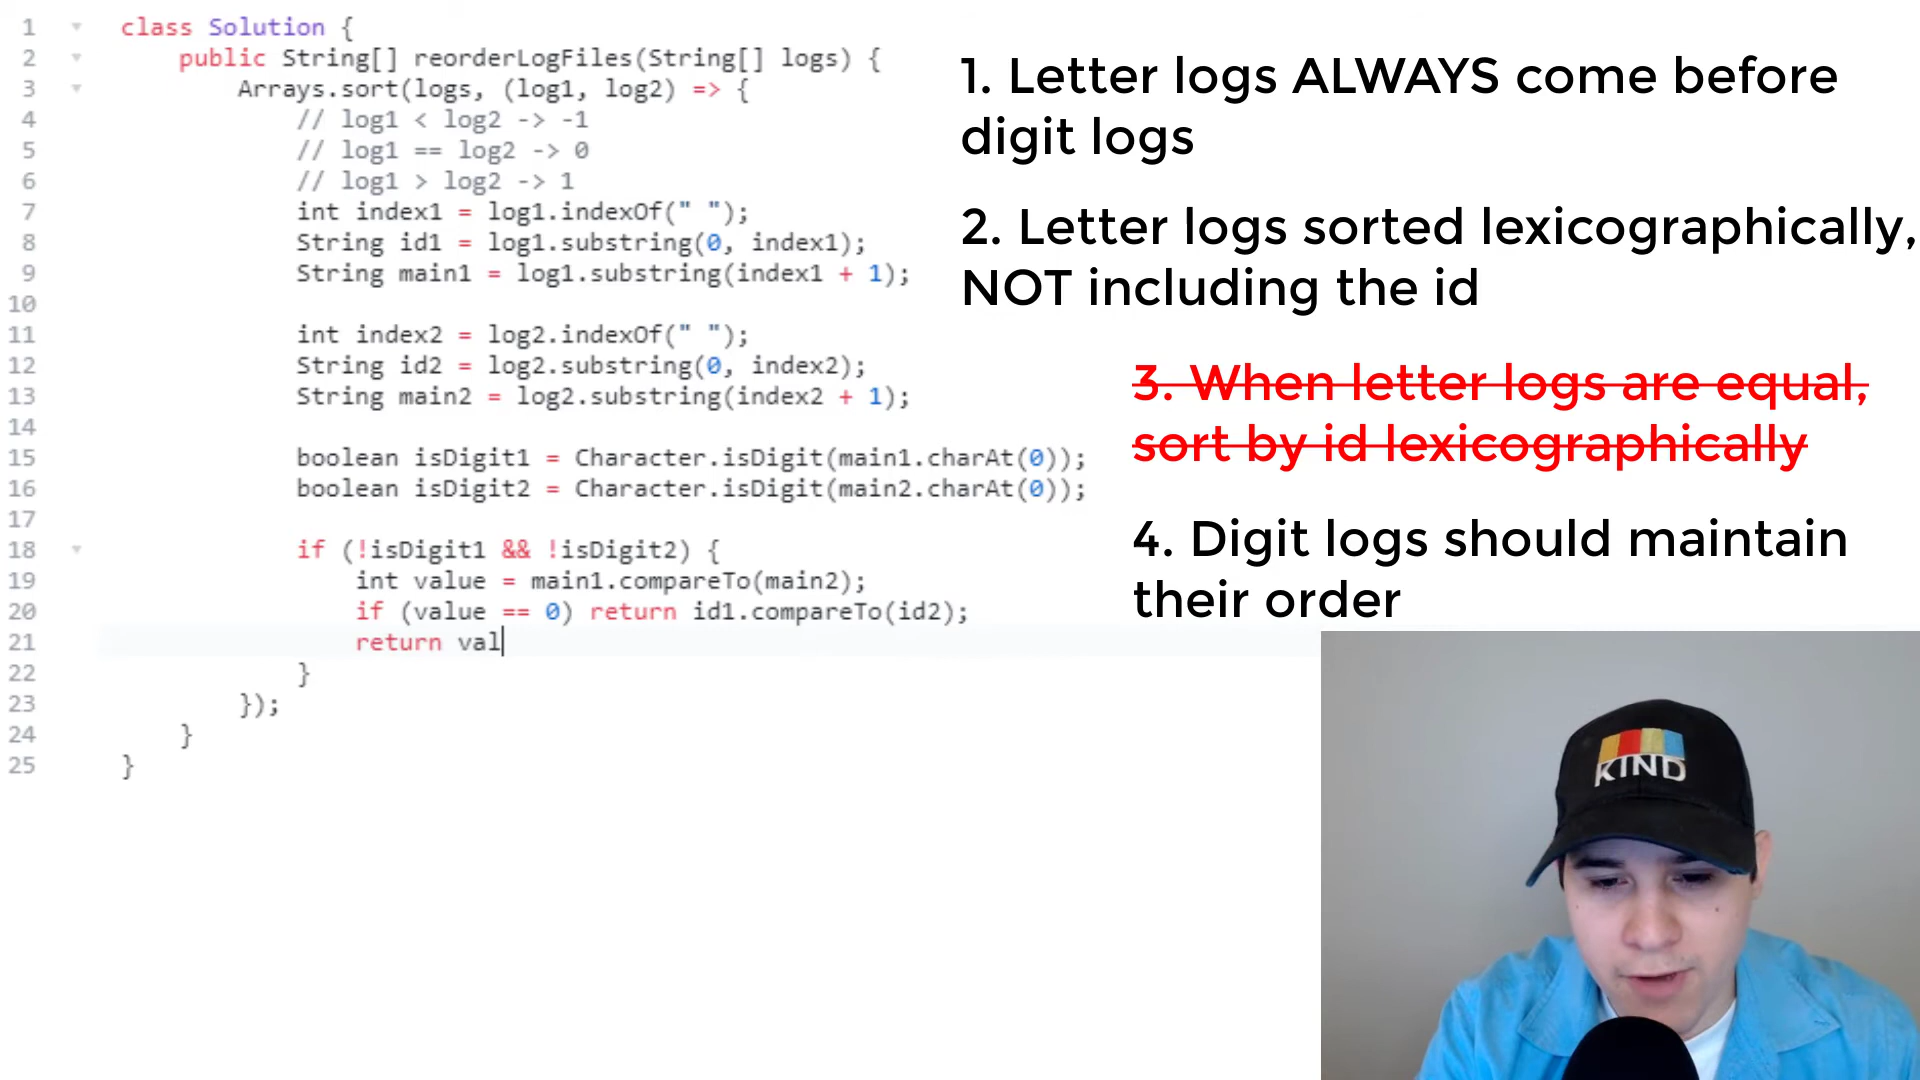 1 class Solution {
2 public String[] reorderLogFiles(String[] logs) {
3 Arrays.sort(logs, (log1, log2) => {
4 // log1 < log2 -> -1
5 // log1 == log2 -> 0
6 // log1 > log2 -> 1
7 int index1 = log1.indexOf(" ");
8 String id1 = log1.substring(0, index1);
9 String main1 = log1.substring(index1 + 1);
10
11 int index2 = log2.indexOf(" ");
12 String id2 = log2.substring(0, index2);
13 String main2 = log2.substring(index2 + 1);
14
15 boolean isDigit1 = Character.isDigit(main1.charAt(0));
16 boolean isDigit2 = Character.isDigit(main2.charAt(0));
17
18 if (!isDigit1 && !isDigit2) {
19 int value = main1.compareTo(main2);
20 if (value == 0) return id1.compareTo(id2);
21 return val
22 }
23 });
24 }
25 }
1. Letter logs ALWAYS come before
digit logs
2. Letter logs sorted lexicographically,
NOT including the id
3. When letter logs are equal,
sort by id lexicographically
4. Digit logs should maintain
their order
KIND